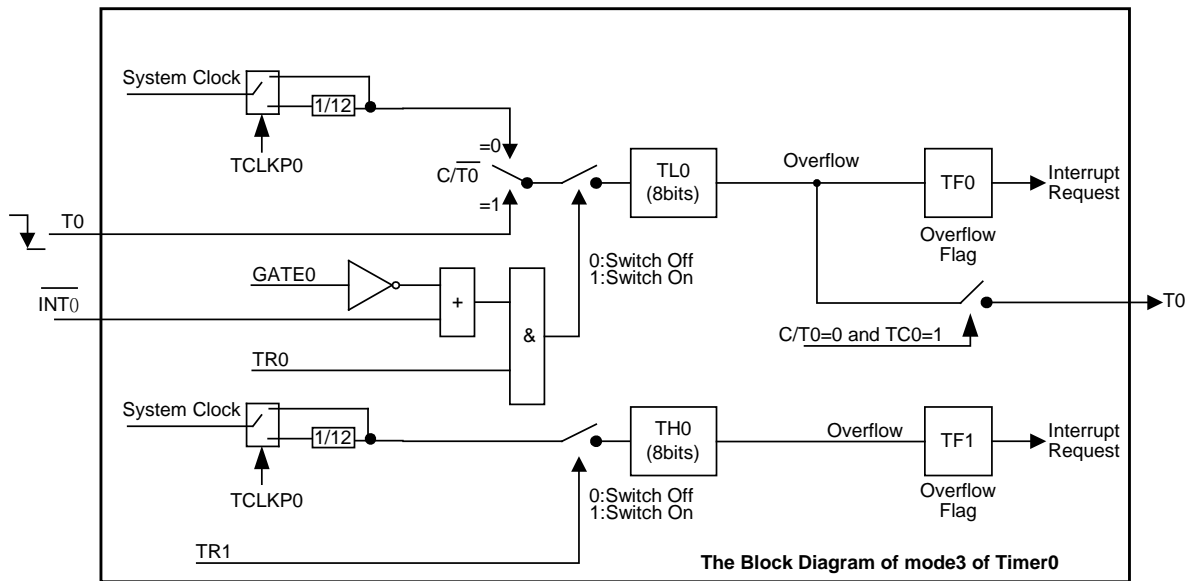 System Clock
1/12
TCLKP0
=0
C/T0
=1
TL0
(8bits)
Overflow
TF0
Interrupt
Request
Overflow
Flag
T0
0:Switch Off
1:Switch On
GATE0
INT0
+
&
TR0
T0
C/T0=0 and TC0=1
System Clock
1/12
TCLKP0
TH0
(8bits)
Overflow
TF1
Interrupt
Request
Overflow
Flag
0:Switch Off
1:Switch On
TR1
The Block Diagram of mode3 of Timer0